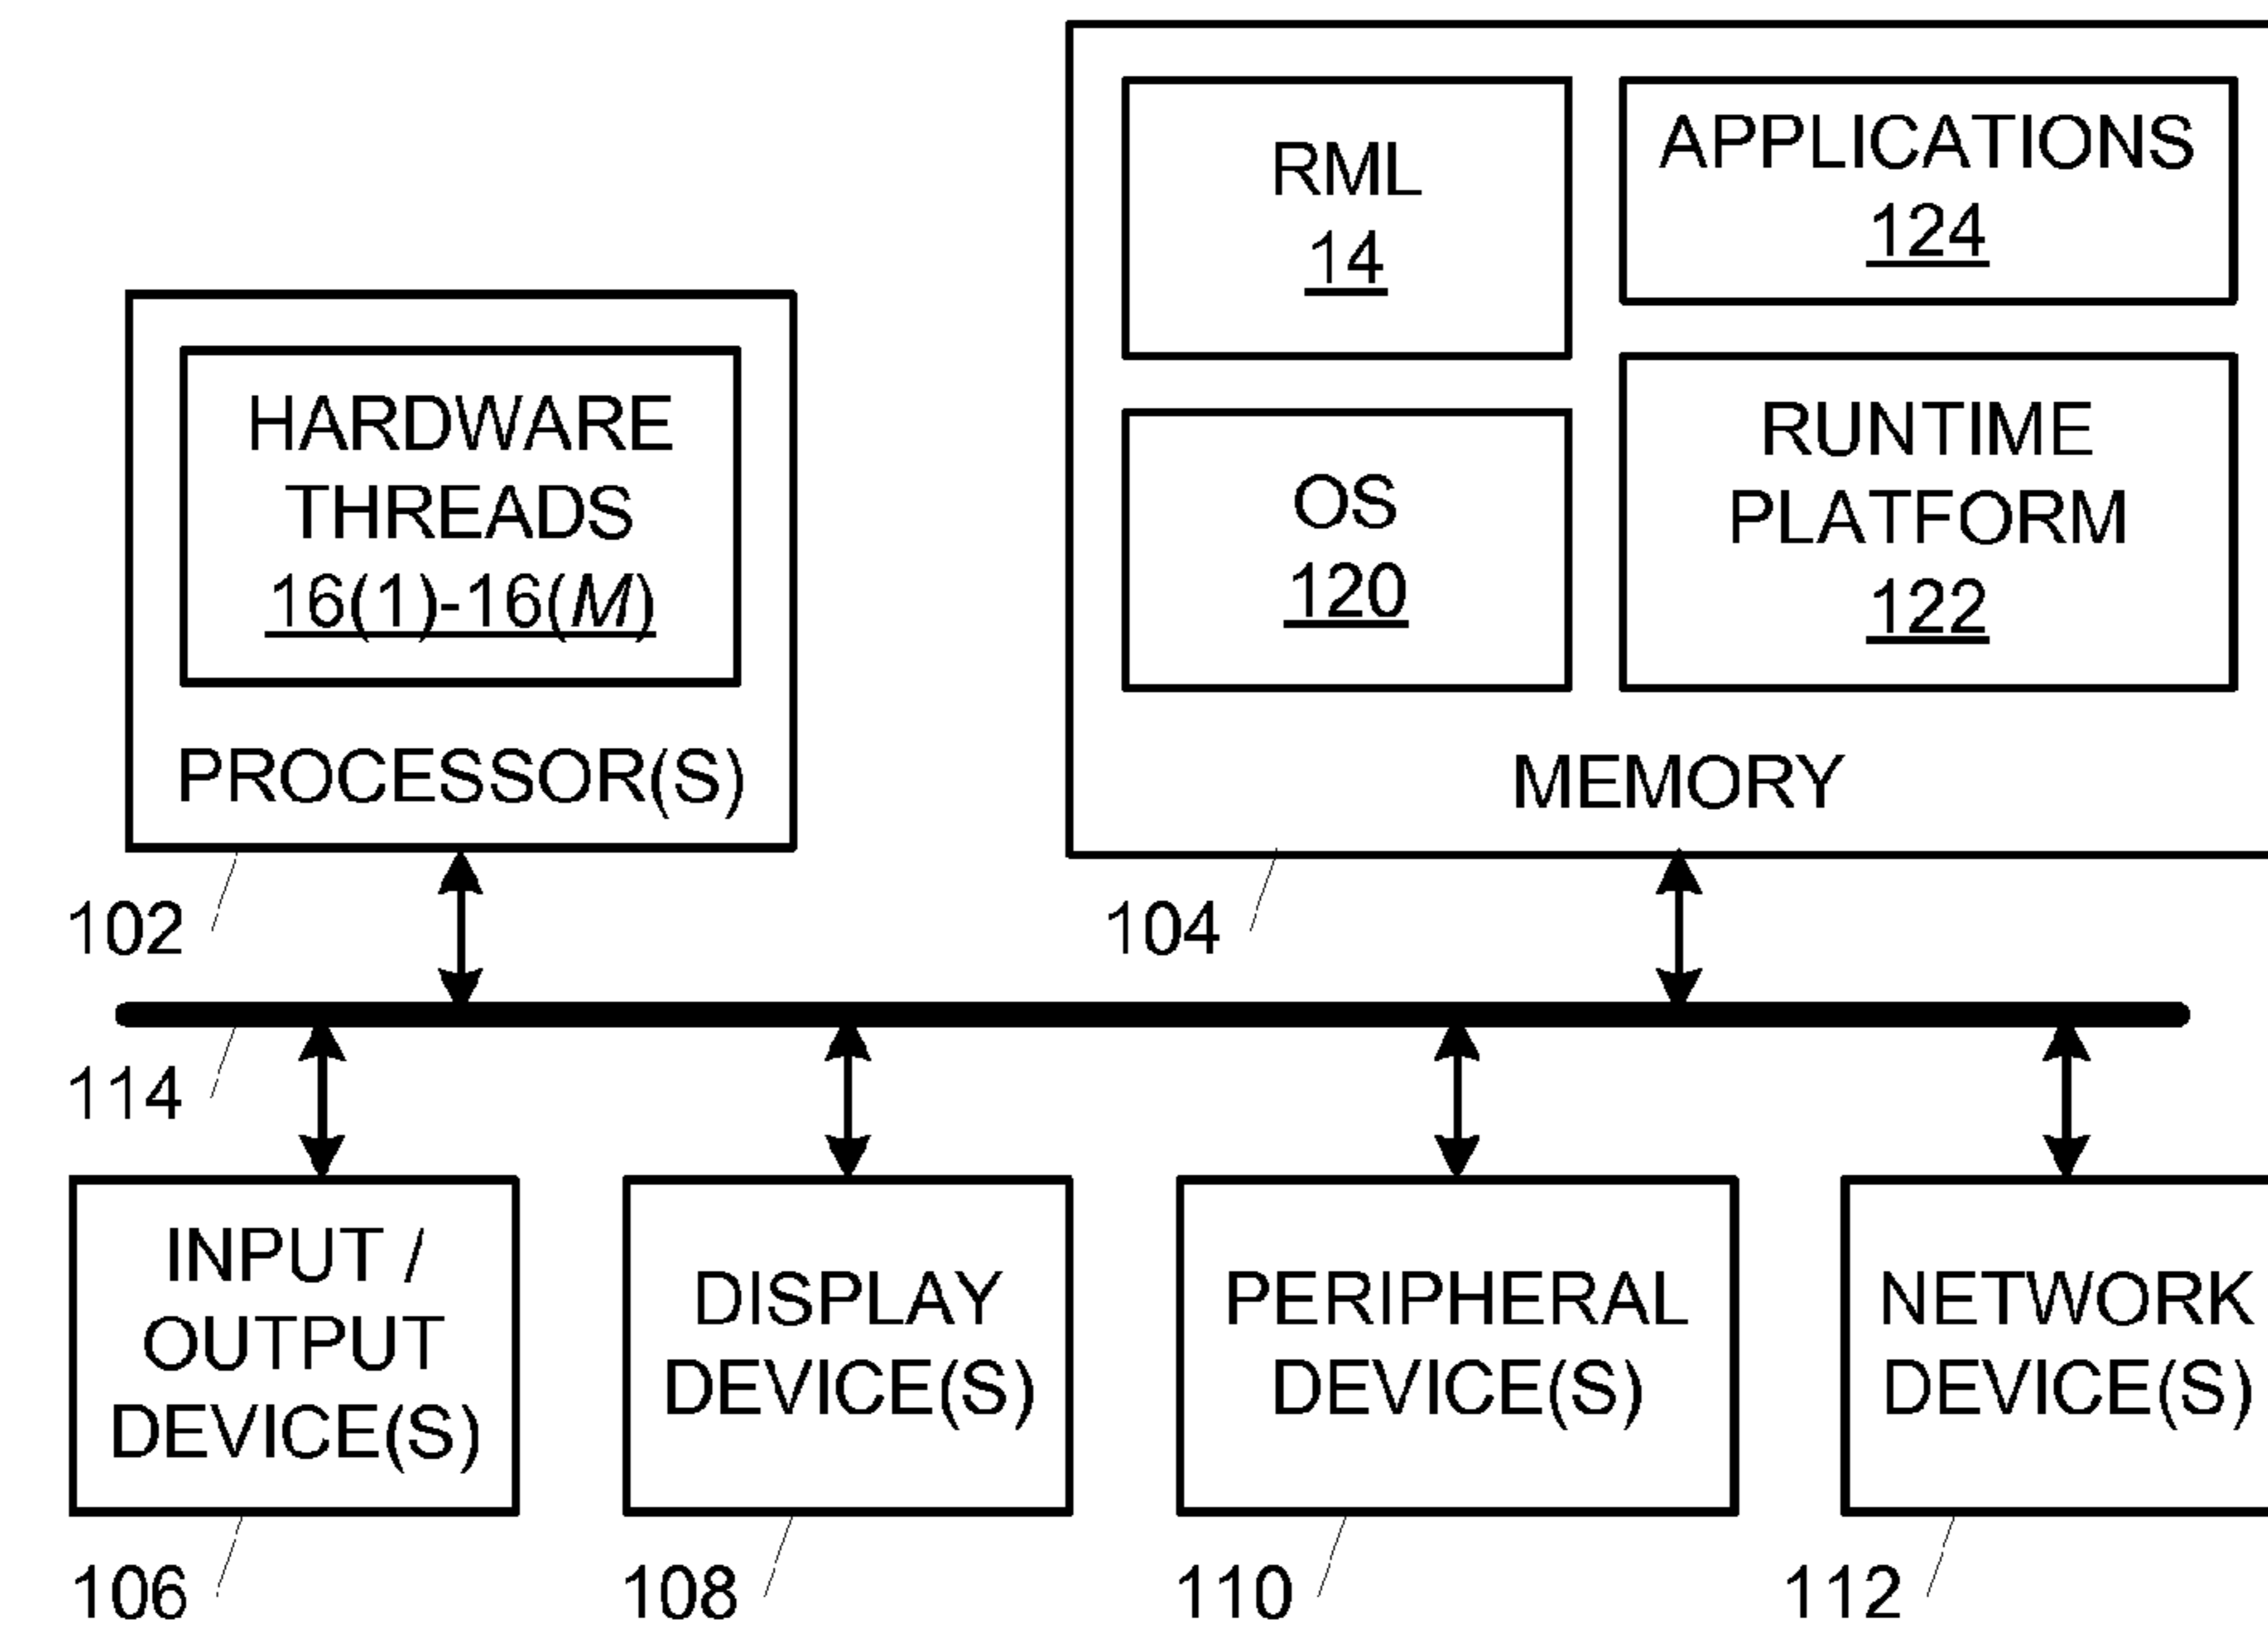 RML
14
APPLICATIONS
124
HARDWARE
THREADS
16(1)-16(M)
PROCESSOR(S)
OS
120
RUNTIME
PLATFORM
122
MEMORY
102
104
114
INPUT /
OUTPUT
DEVICE(S)
DISPLAY
DEVICE(S)
PERIPHERAL
DEVICE(S)
NETWORK
DEVICE(S)
106
108
110
112